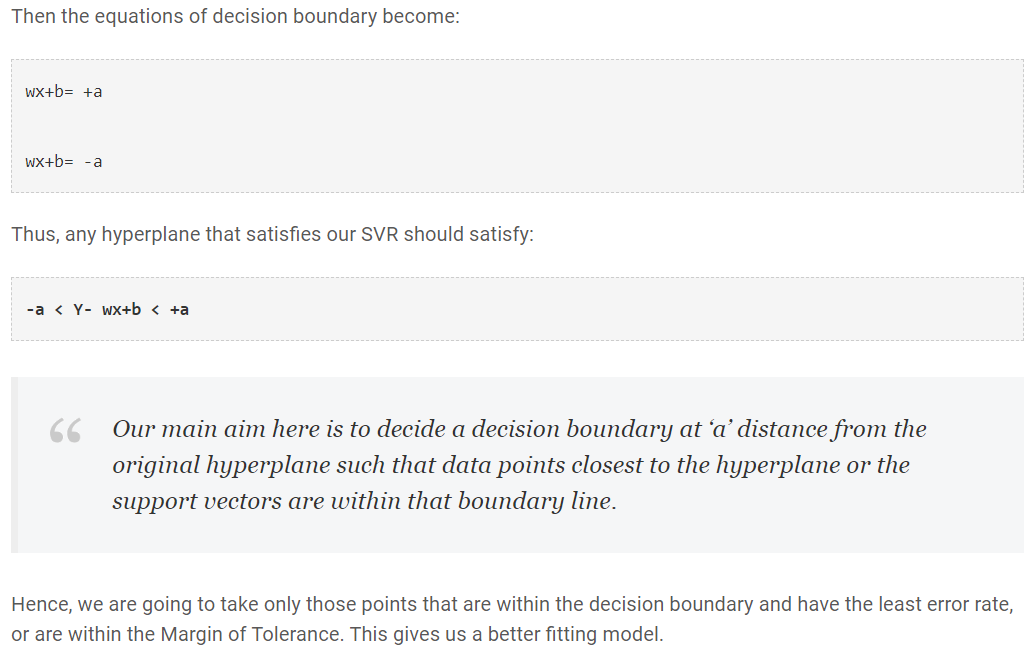 Then the equations of decision boundary become:
wx+b= +a
wx+b= -a
Thus, any hyperplane that satisfies our SVR should satisfy:
-a < Y- wx+b < +a
“ Our main aim here is to decide a decision boundary at ‘a’ distance from the
original hyperplane such that data points closest to the hyperplane or the
support vectors are within that boundary line.
Hence, we are going to take only those points that are within the decision boundary and have the least error rate,
or are within the Margin of Tolerance. This gives us a better fitting model.